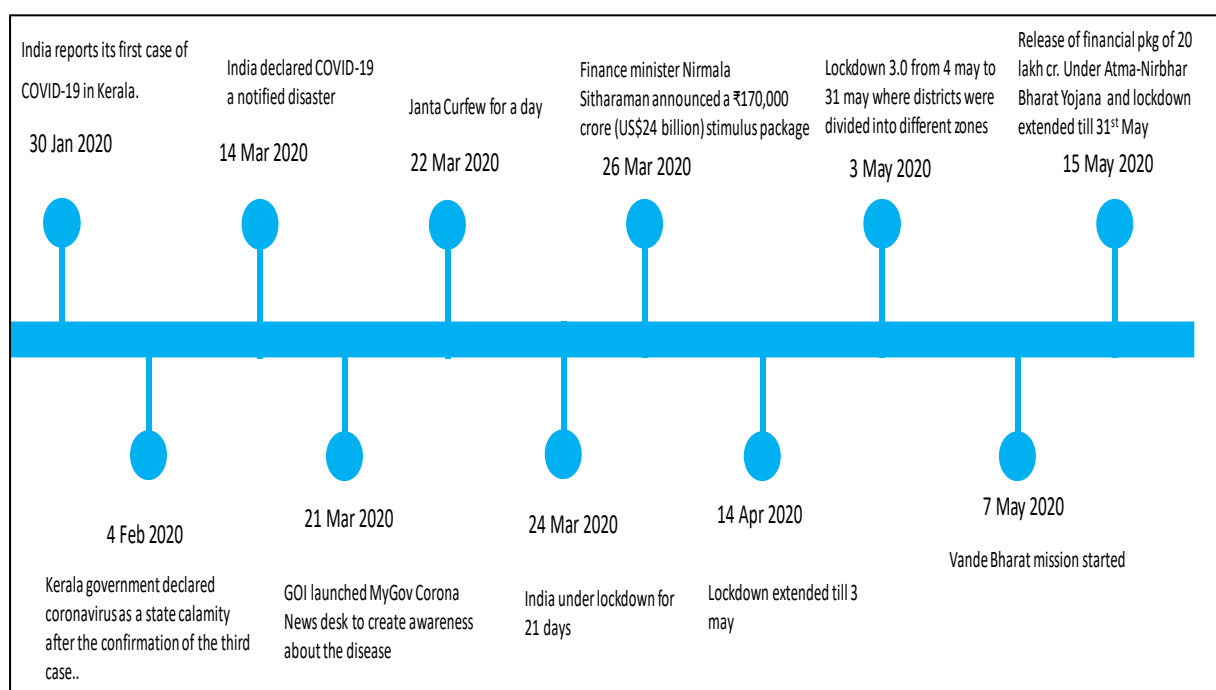 India reports its first case of
COVID-19 in Kerala.
30 Jan 2020
India declared COVID-19
a notified disaster
14 Mar 2020
Janta Curfew for a day
22 Mar 2020
Finance minister Nirmala
Sitharaman announced a ₹170,000
crore (US$24 billion) stimulus package
26 Mar 2020
Lockdown 3.0 from 4 may to
31 may where districts were
divided into different zones
3 May 2020
Release of financial pkg of 20
lakh cr. Under Atma-Nirbhar
Bharat Yojana and lockdown
extended till 31st May
15 May 2020
4 Feb 2020
Kerala government declared
coronavirus as a state calamity
after the confirmation of the third
case..
21 Mar 2020
GOI launched MyGov Corona
News desk to create awareness
about the disease
24 Mar 2020
India under lockdown for
21 days
14 Apr 2020
Lockdown extended till 3
may
7 May 2020
Vande Bharat mission started